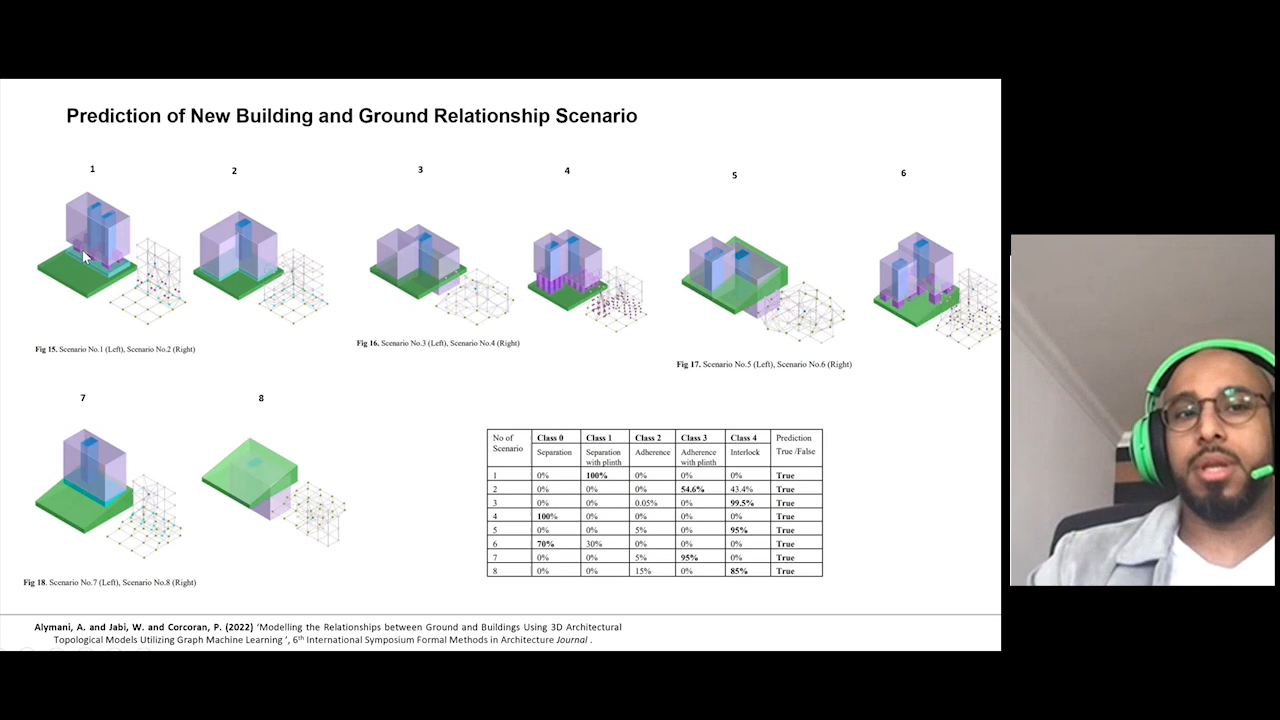 Prediction of New Building and Ground Relationship Scenario
1
2
3
4
5
6
Fig 15. Scenario No.1 (Left), Scenario No.2 (Right)
Fig 16. Scenario No.3 (Left), Scenario No.4 (Right)
Fig 17. Scenario No.5 (Left), Scenario No.6 (Right)
7
8
Fig 18. Scenario No.7 (Left), Scenario No.8 (Right)
No of Scenario Class 0 Class 1 Class 2 Class 3 Class 4 Prediction
Separation Separation with plinth Adherence Adherence with plinth Interlock True /False
1 0% 100% 0% 0% 0% True
2 0% 0% 0% 54.6% 43.4% True
3 0% 0% 0.05% 0% 99.5% True
4 100% 0% 0% 0% 0% True
5 0% 0% 5% 0% 95% True
6 70% 30% 0% 0% 0% True
7 0% 0% 5% 95% 0% True
8 0% 0% 15% 0% 85% True
Alymani, A. and Jabi, W. and Corcoran, P. (2022) ‘Modelling the Relationships between Ground and Buildings Using 3D Architectural
Topological Models Utilizing Graph Machine Learning ’, 6th International Symposium Formal Methods in Architecture Journal .